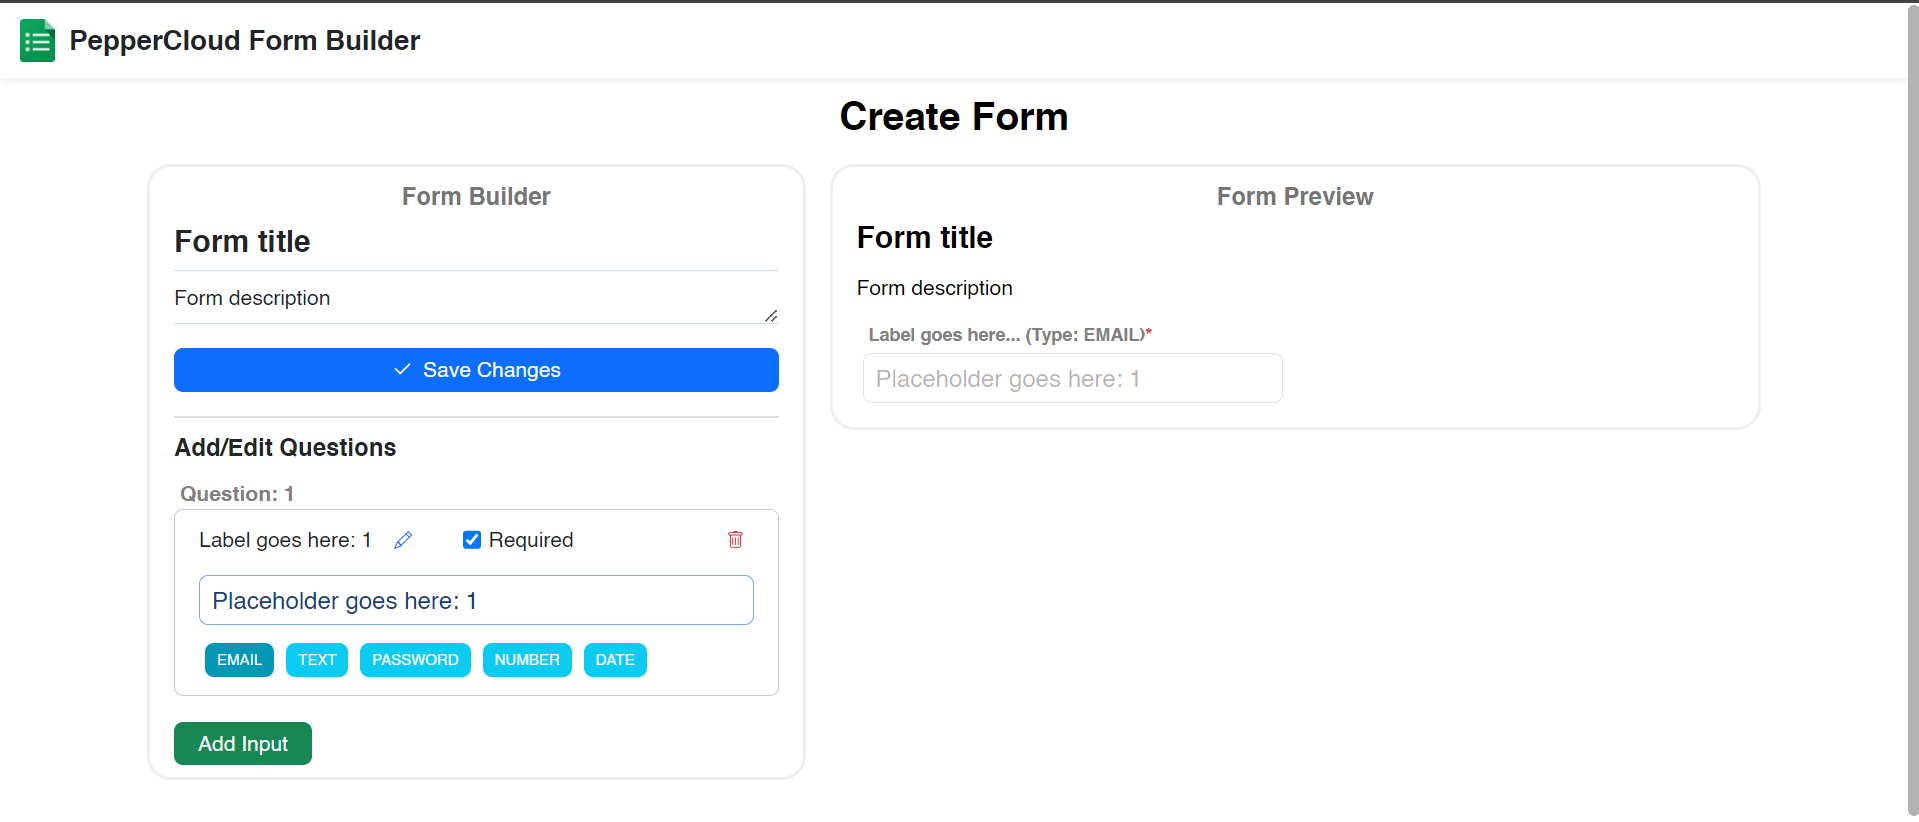 PepperCloud Form Builder
Create Form
Form Builder
Form title
Form description
Save Changes
Add/Edit Questions
Question: 1
Label goes here: 1 Required
Placeholder goes here: 1
EMAIL TEXT PASSWORD NUMBER DATE
Add Input
Form Preview
Form title
Form description
Label goes here... (Type: EMAIL)*
Placeholder goes here: 1